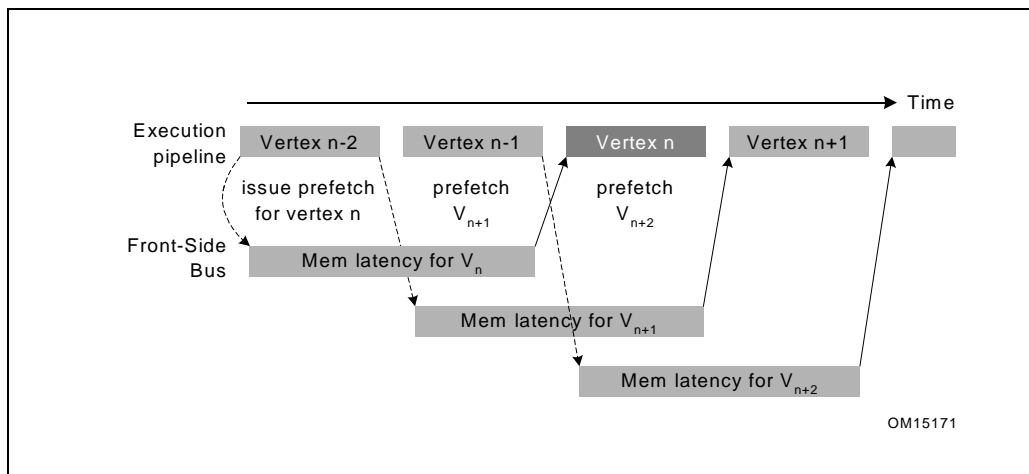 Time
Execution
pipeline
Vertex n-2
Vertex n-1
Vertex n
Vertex n+1
issue prefetch
for vertex n
prefetch
Vn+1
prefetch
Vn+2
Front-Side
Bus
Mem latency for Vn
Mem latency for Vn+1
Mem latency for Vn+2
OM15171